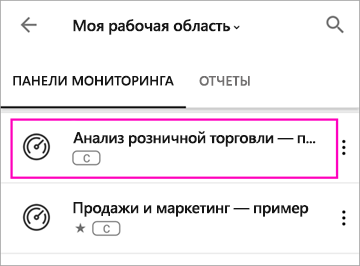 Моя рабочая область
ПАНЕЛИ МОНИТОРИНГА ОТЧЕТЫ
Анализ розничной торговли — п...
C
Продажи и маркетинг — пример
C